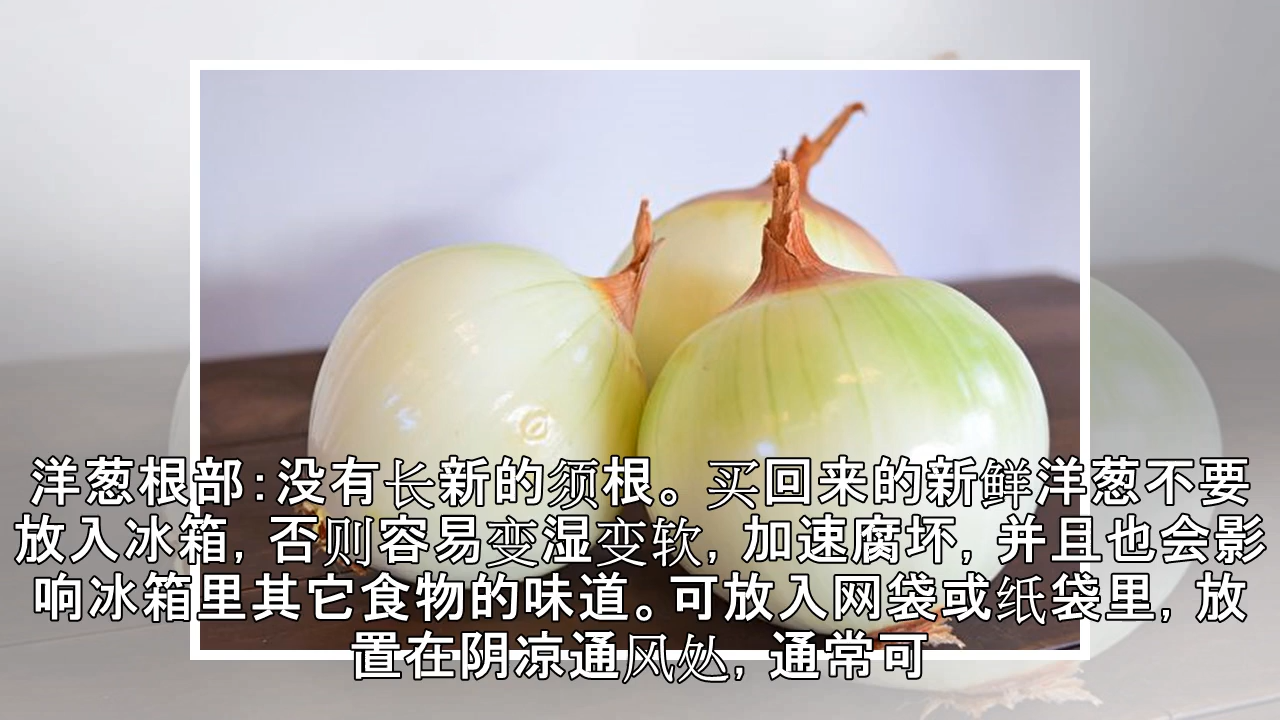 洋葱根部:没有长新的须根。买回来的新鲜洋葱不要
放入冰箱,否则容易变湿变软,加速腐坏,并且也会影
响冰箱里其它食物的味道。可放入网袋或纸袋里,放
置在阴凉通风处,通常可